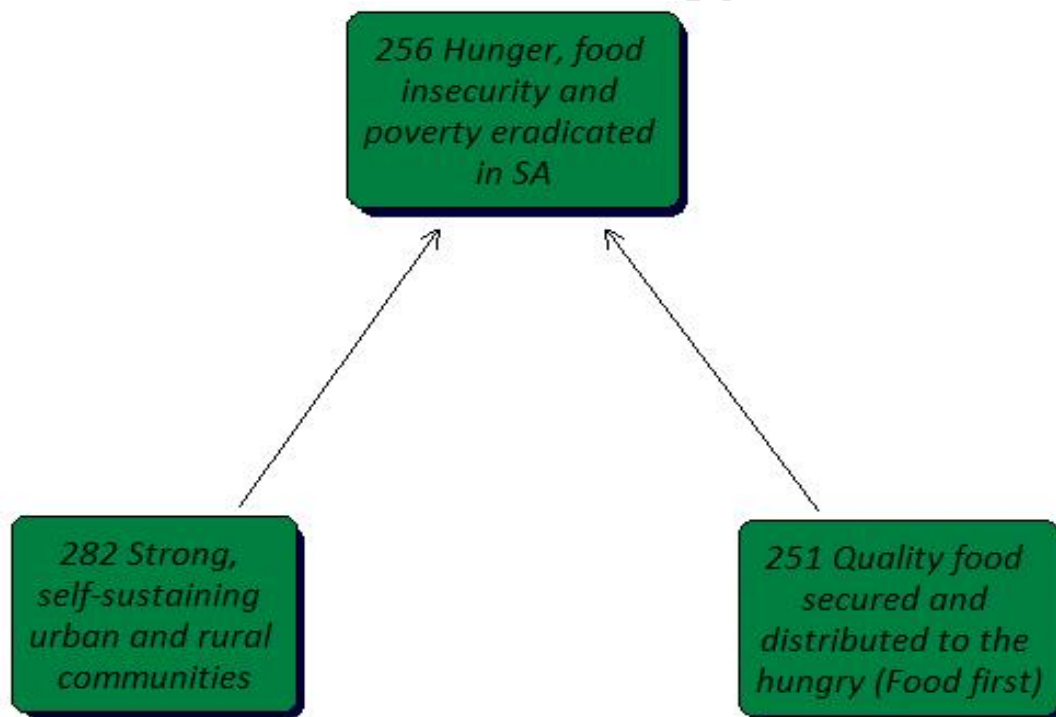 256 Hunger, food
insecurity and
poverty eradicated
in SA
282 Strong,
self-sustaining
urban and rural
communities
251 Quality food
secured and
distributed to the
hungry (Food first)